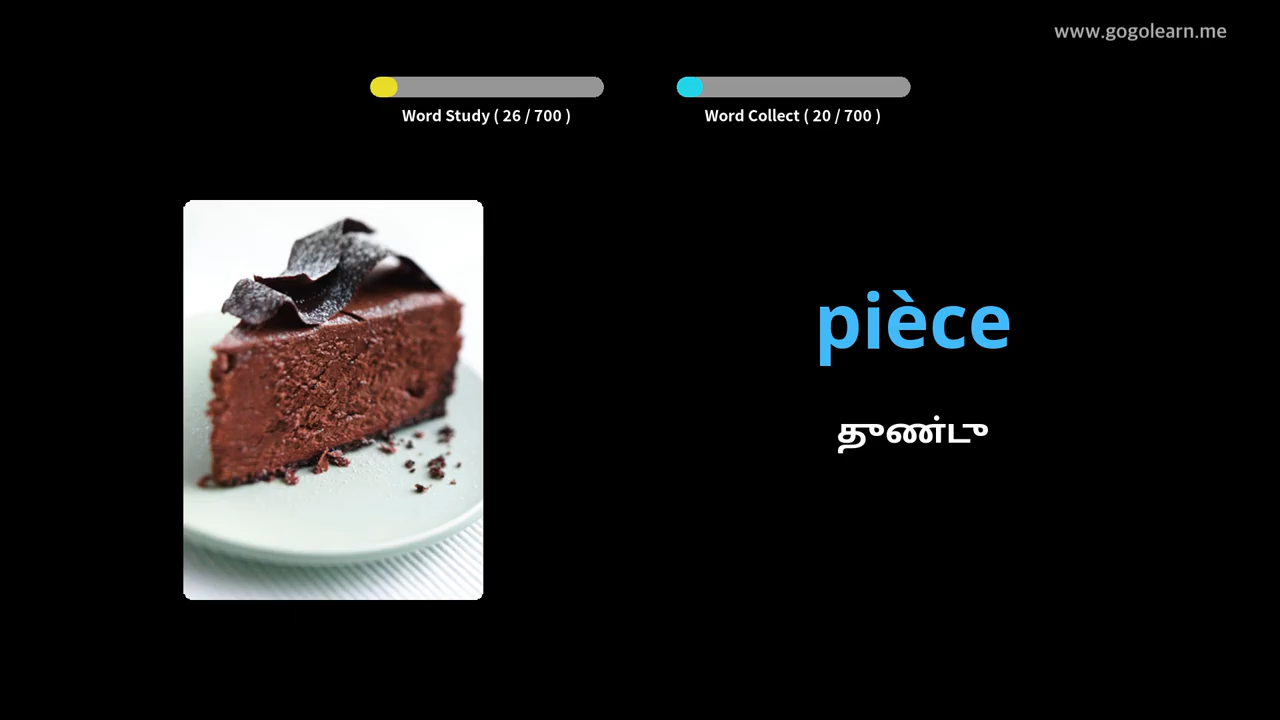 www.gogolearn.me
Word Study ( 26 / 700 )
Word Collect ( 20 / 700 )
pièce
துண்டு